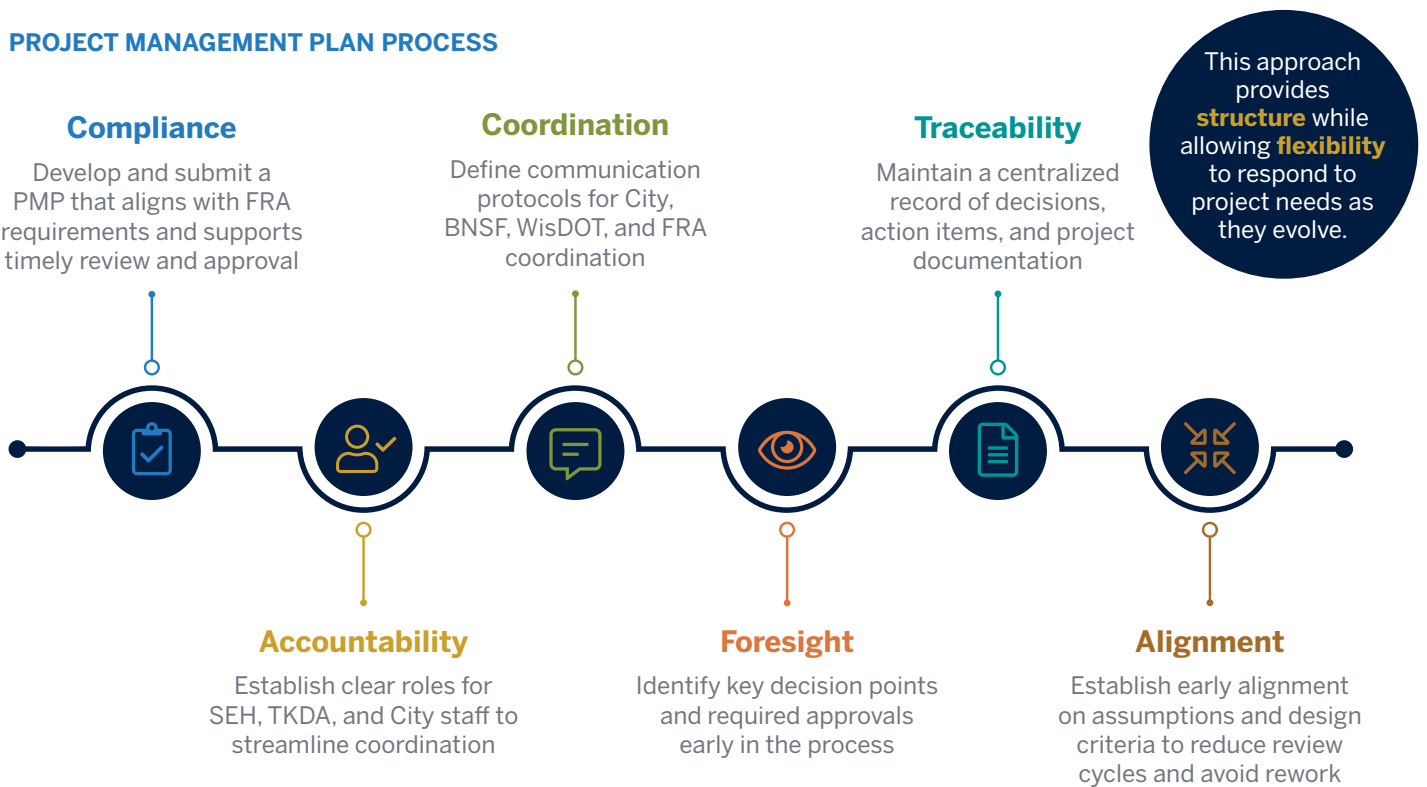 PROJECT MANAGEMENT PLAN PROCESS
Compliance
Develop and submit a
PMP that aligns with FRA
requirements and supports
timely review and approval
Coordination
Define communication
protocols for City,
BNSF, WisDOT, and FRA
coordination
Traceability
Maintain a centralized
record of decisions,
action items, and project
documentation
This approach
provides
structure while
allowing flexibility
to respond to
project needs as
they evolve.
Accountability
Establish clear roles for
SEH, TKDA, and City staff to
streamline coordination
Foresight
Identify key decision points
and required approvals
early in the process
Alignment
Establish early alignment
on assumptions and design
criteria to reduce review
cycles and avoid rework